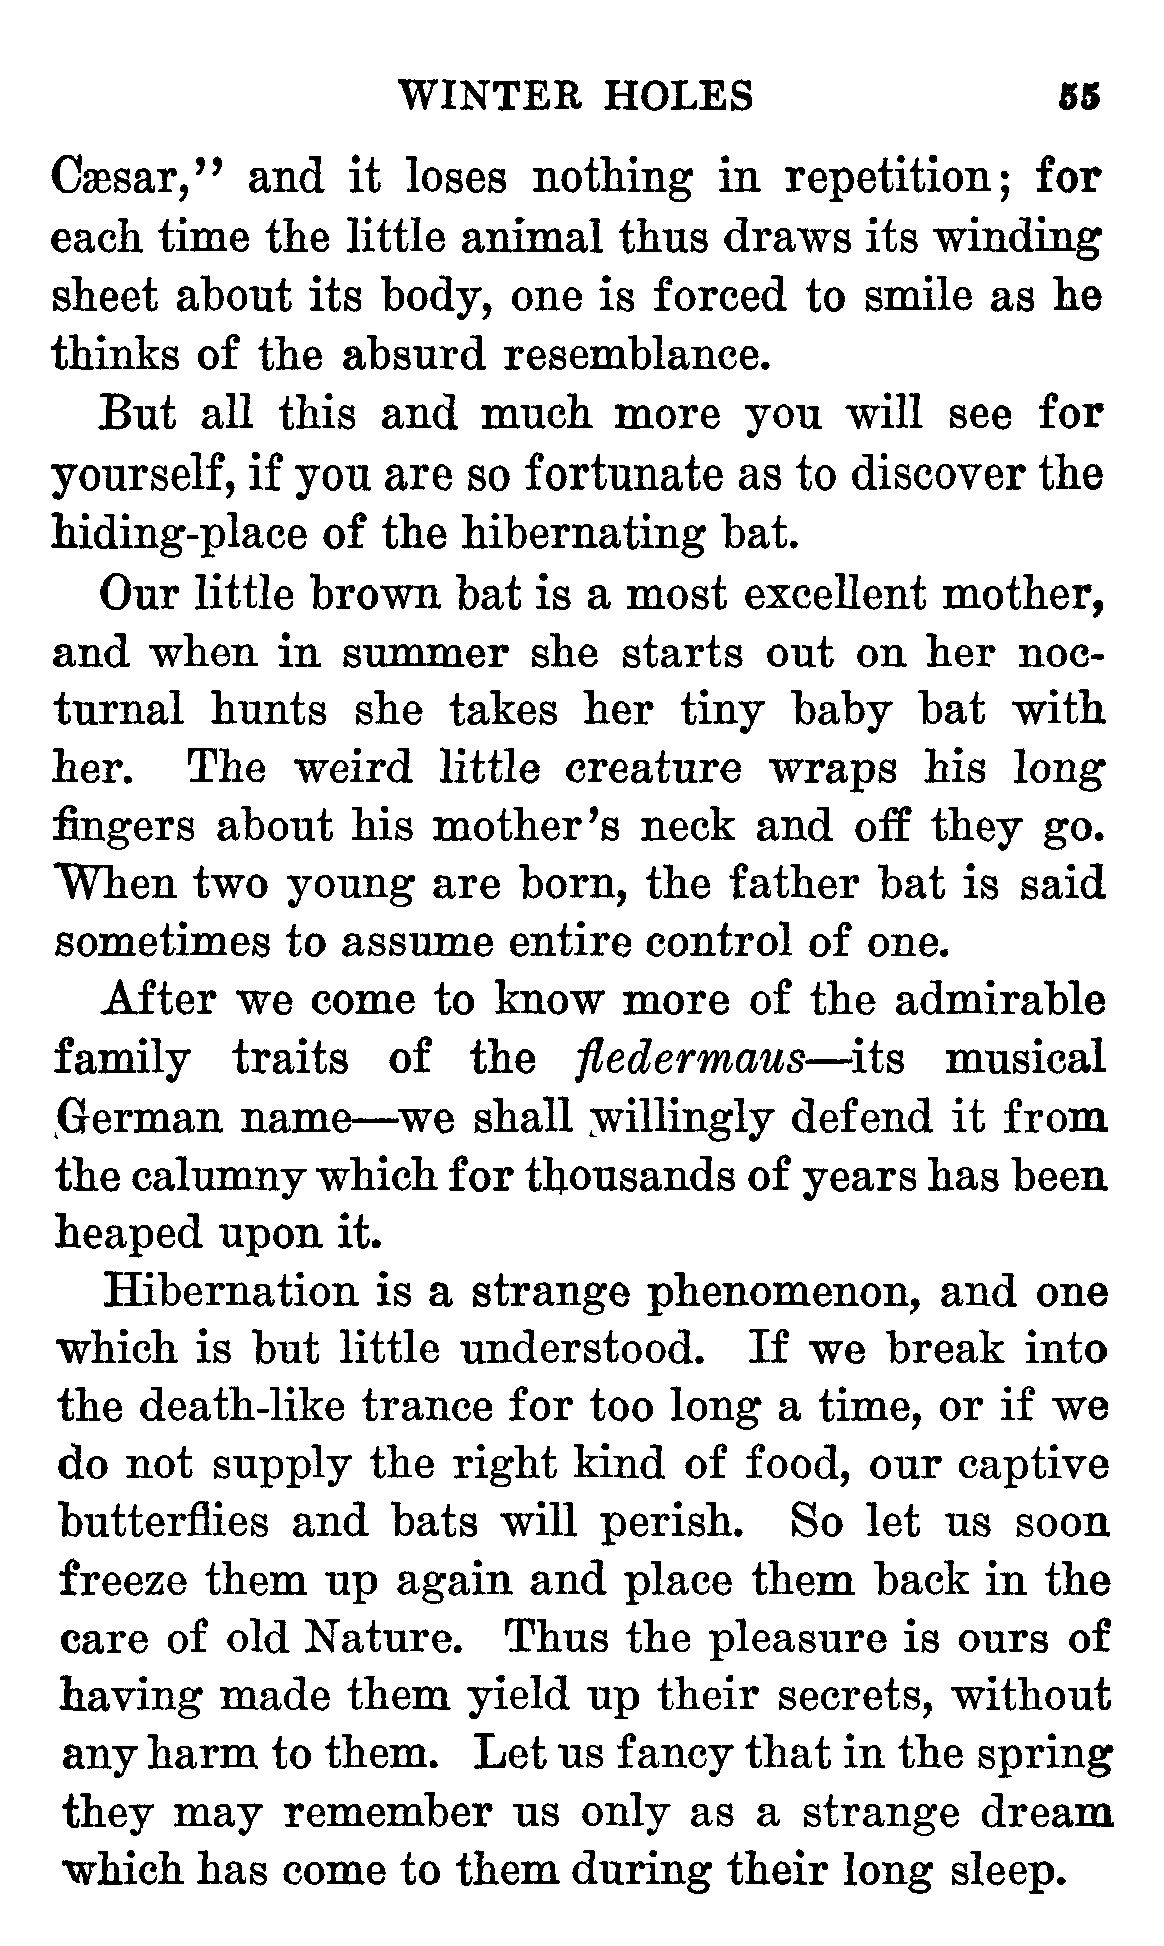 WINTER HOLES 55
Cæsar,'' and it loses nothing in repetition; for
each time the little animal thus draws its winding
sheet about its body, one is forced to smile as he
thinks of the absurd resemblance.
But all this and much more you will see for
yourself, if you are so fortunate as to discover the
hiding-place of the hibernating bat.
Our little brown bat is a most excellent mother,
and when in summer she starts out on her noc-
turnal hunts she takes her tiny baby bat with
her. The weird little creature wraps his long
fingers about his mother's neck and off they go.
When two young are born, the father bat is said
sometimes to assume entire control of one.
After we come to know more of the admirable
family traits of the fledermaus—its musical
German name—we shall willingly defend it from
the calumny which for thousands of years has been
heaped upon it.
Hibernation is a strange phenomenon, and one
which is but little understood. If we break into
the death-like trance for too long a time, or if we
do not supply the right kind of food, our captive
butterflies and bats will perish. So let us soon
freeze them up again and place them back in the
care of old Nature. Thus the pleasure is ours of
having made them yield up their secrets, without
any harm to them. Let us fancy that in the spring
they may remember us only as a strange dream
which has come to them during their long sleep.